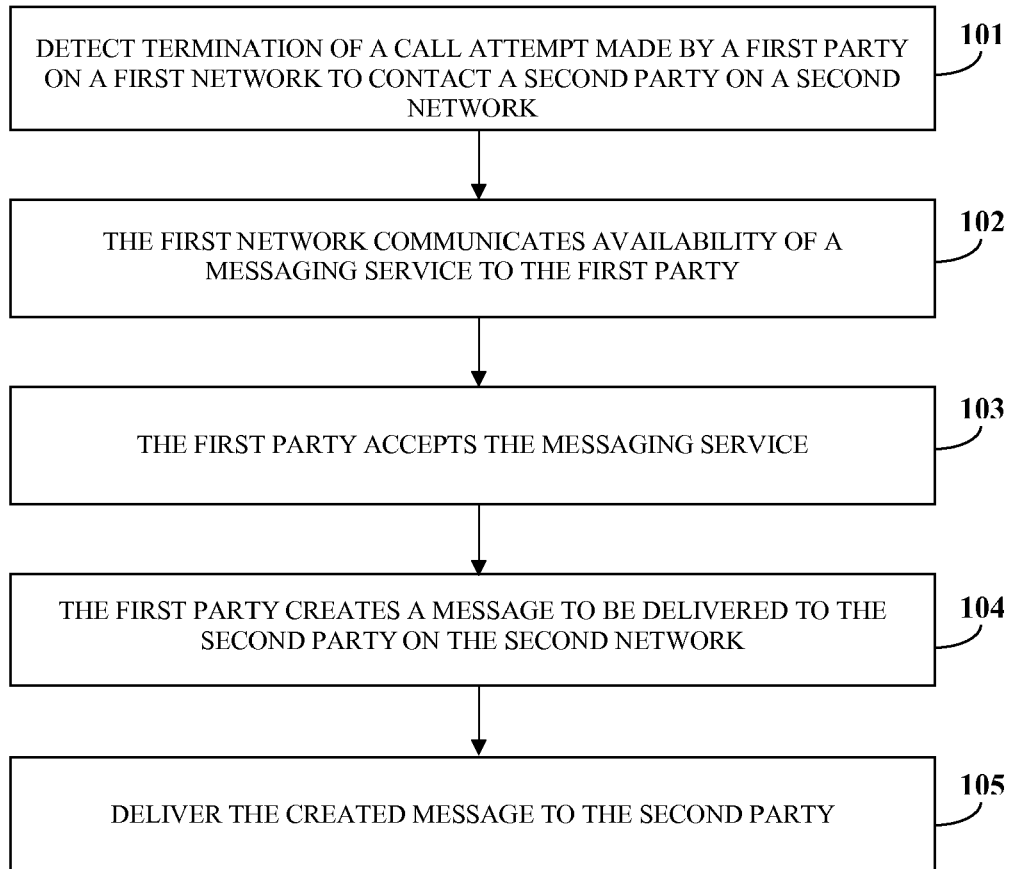 101
DETECT TERMINATION OF A CALL ATTEMPT MADE BY A FIRST PARTY
ON A FIRST NETWORK TO CONTACT A SECOND PARTY ON A SECOND
NETWORK
102
THE FIRST NETWORK COMMUNICATES AVAILABILITY OF A
MESSAGING SERVICE TO THE FIRST PARTY
103
THE FIRST PARTY ACCEPTS THE MESSAGING SERVICE
104
THE FIRST PARTY CREATES A MESSAGE TO BE DELIVERED TO THE
SECOND PARTY ON THE SECOND NETWORK
105
DELIVER THE CREATED MESSAGE TO THE SECOND PARTY